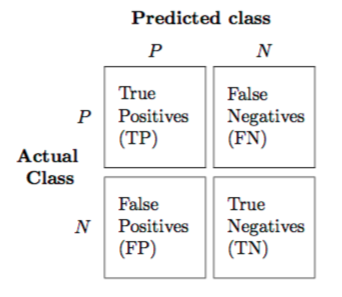 Predicted class
P N
True False
P Positives Negatives
(TP) (FN)
Actual
Class
False True
N Positives Negatives
(FP) (TN)